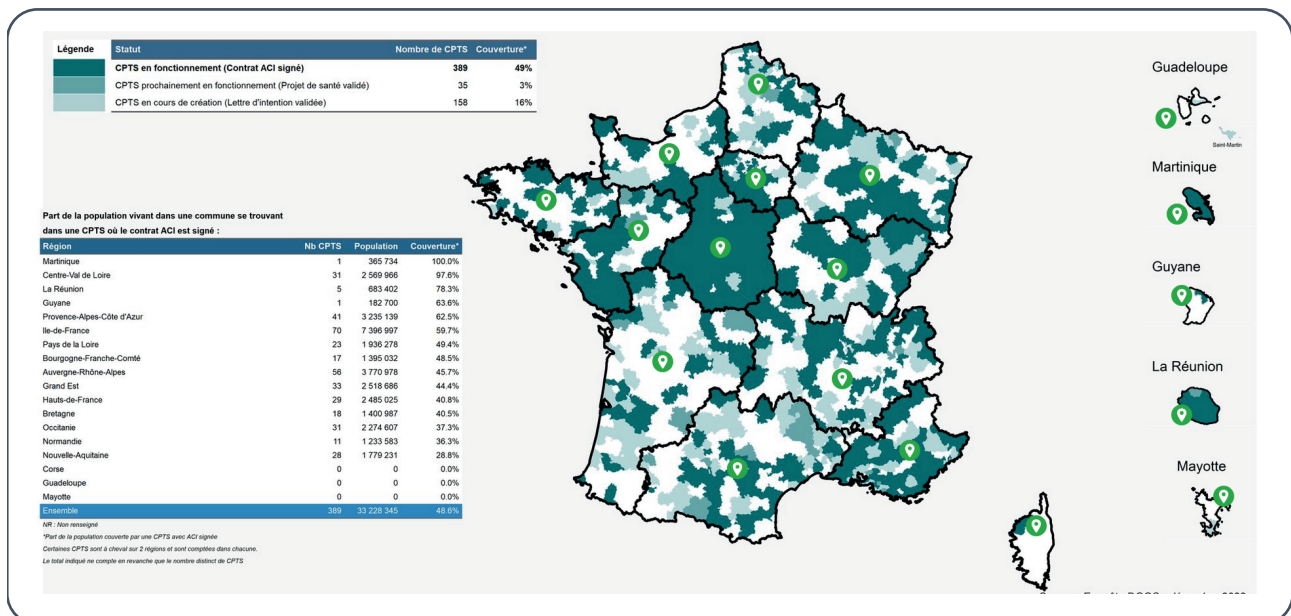 Légende Statut Nombre de CPTS Couverture*
CPTS en fonctionnement (Contrat ACI signé) 389 49%
CPTS prochainement en fonctionnement (Projet de santé validé) 35 3%
CPTS en cours de création (Lettre d'intention validée) 158 16%
Part de la population vivant dans une commune se trouvant
dans une CPTS où le contrat ACI est signé :
Région Nb CPTS Population Couverture*
Martinique 1 365 734 100.0%
Centre-Val de Loire 31 2 569 966 97.6%
La Réunion 5 683 402 78.3%
Guyane 1 182 700 63.6%
Provence-Alpes-Côte d'Azur 41 3 235 139 62.5%
Ile-de-France 70 7 396 997 59.7%
Pays de la Loire 23 1 936 278 49.4%
Bourgogne-Franche-Comté 17 1 395 032 48.5%
Auvergne-Rhône-Alpes 56 3 770 978 45.7%
Grand Est 33 2 518 686 44.4%
Hauts-de-France 29 2 485 025 40.8%
Bretagne 18 1 400 987 40.5%
Occitanie 31 2 274 607 37.3%
Normandie 11 1 233 583 36.3%
Nouvelle-Aquitaine 28 1 779 231 28.8%
Corse 0 0 0.0%
Guadeloupe 0 0 0.0%
Mayotte 0 0 0.0%
Ensemble 389 33 228 345 48.6%
NR : Non renseigné
*Part de la population couverte par une CPTS avec ACI signée
Certaines CPTS sont à cheval sur 2 régions et sont comptées dans chacune.
Le total indiqué ne compte en revanche que le nombre distinct de CPTS
Guadeloupe
Saint-Martin
Martinique
Guyane
La Réunion
Mayotte